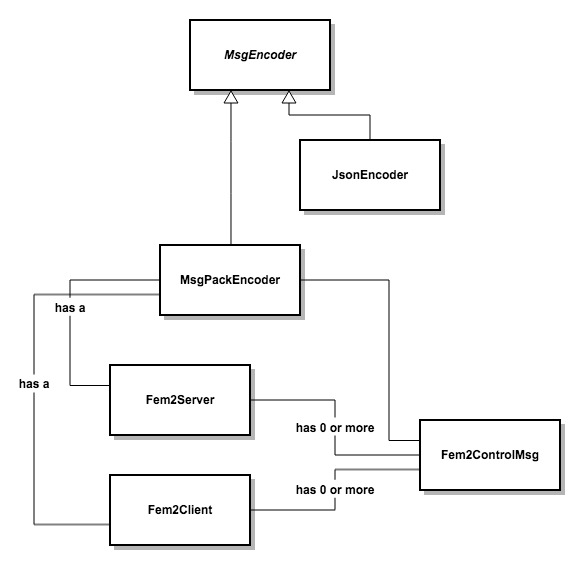 MsgEncoder
JsonEncoder
MsgPackEncoder
has a
has a
Fem2Server
has 0 or more
Fem2ControlMsg
has 0 or more
Fem2Client